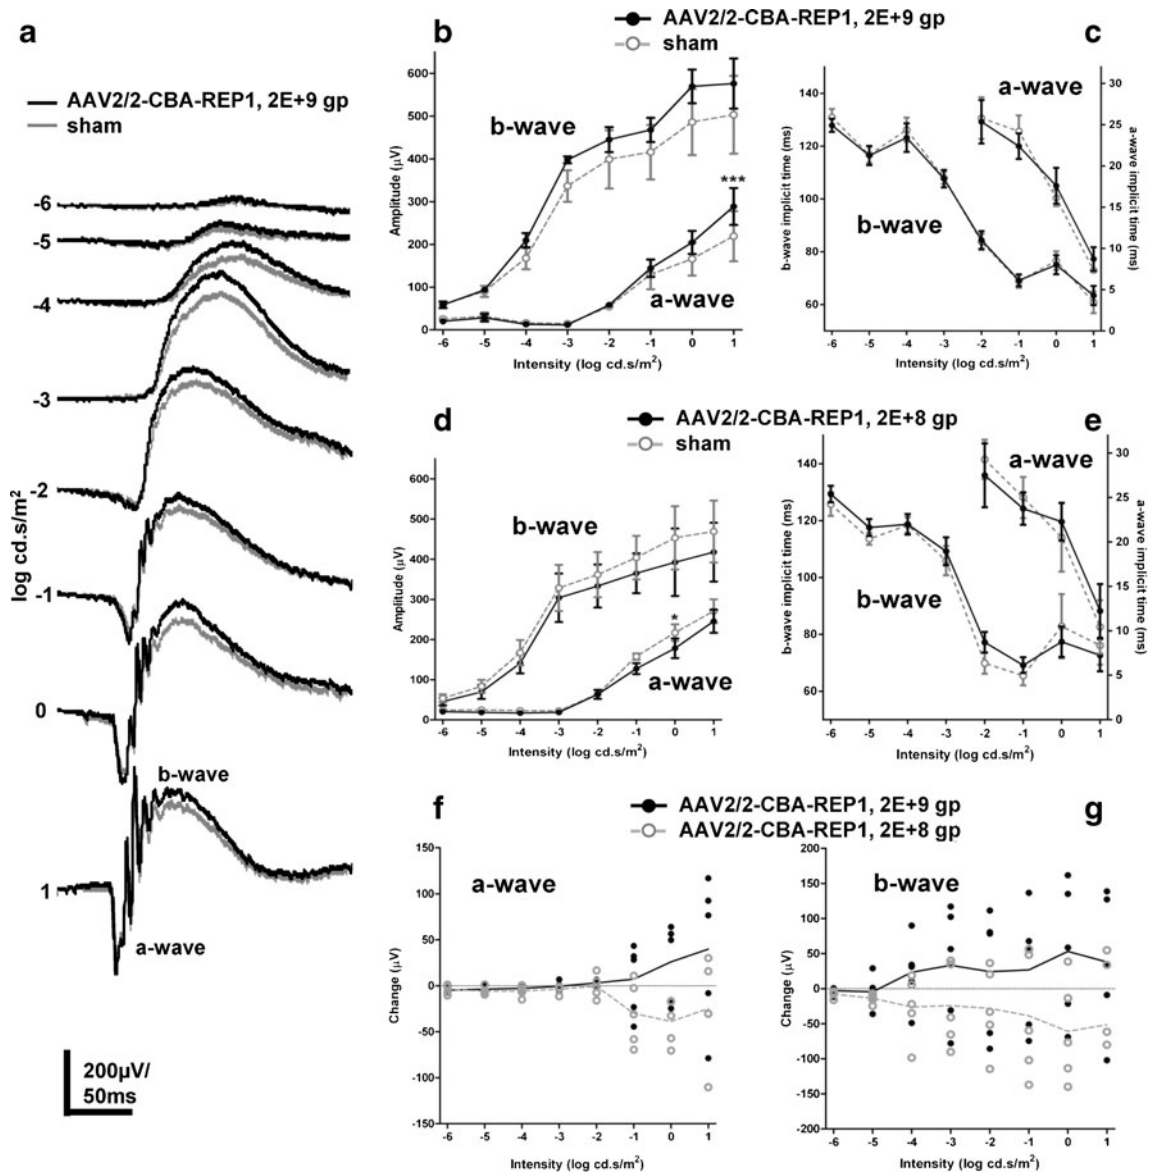 a
AAV2/2-CBA-REP1, 2E+9 gp
sham
-6
-5
-4
-3
-2
-1
0
1
log cd.s/m²
b-wave
a-wave
200µV/
50ms
b
AAV2/2-CBA-REP1, 2E+9 gp
sham
b-wave
***
a-wave
Amplitude (µV)
600
500
400
300
200
100
0
-6 -5 -4 -3 -2 -1 0 1
Intensity (log cd.s/m²)
c
a-wave
b-wave
b-wave implicit time (ms)
140
120
100
80
60
a-wave implicit time (ms)
30
25
20
15
10
5
0
-6 -5 -4 -3 -2 -1 0 1
Intensity (log cd.s/m²)
d
AAV2/2-CBA-REP1, 2E+8 gp
sham
b-wave
*
a-wave
Amplitude (µV)
600
500
400
300
200
100
0
-6 -5 -4 -3 -2 -1 0 1
Intensity (log cd.s/m²)
e
a-wave
b-wave
b-wave implicit time (ms)
140
120
100
80
60
a-wave implicit time (ms)
30
25
20
15
10
5
0
-6 -5 -4 -3 -2 -1 0 1
Intensity (log cd.s/m²)
f
AAV2/2-CBA-REP1, 2E+9 gp
AAV2/2-CBA-REP1, 2E+8 gp
a-wave
Change (µV)
150
100
50
0
-50
-100
-150
-6 -5 -4 -3 -2 -1 0 1
Intensity (log cd.s/m²)
g
b-wave
Change (µV)
200
150
100
50
0
-50
-100
-150
-200
-6 -5 -4 -3 -2 -1 0 1
Intensity (log cd.s/m²)